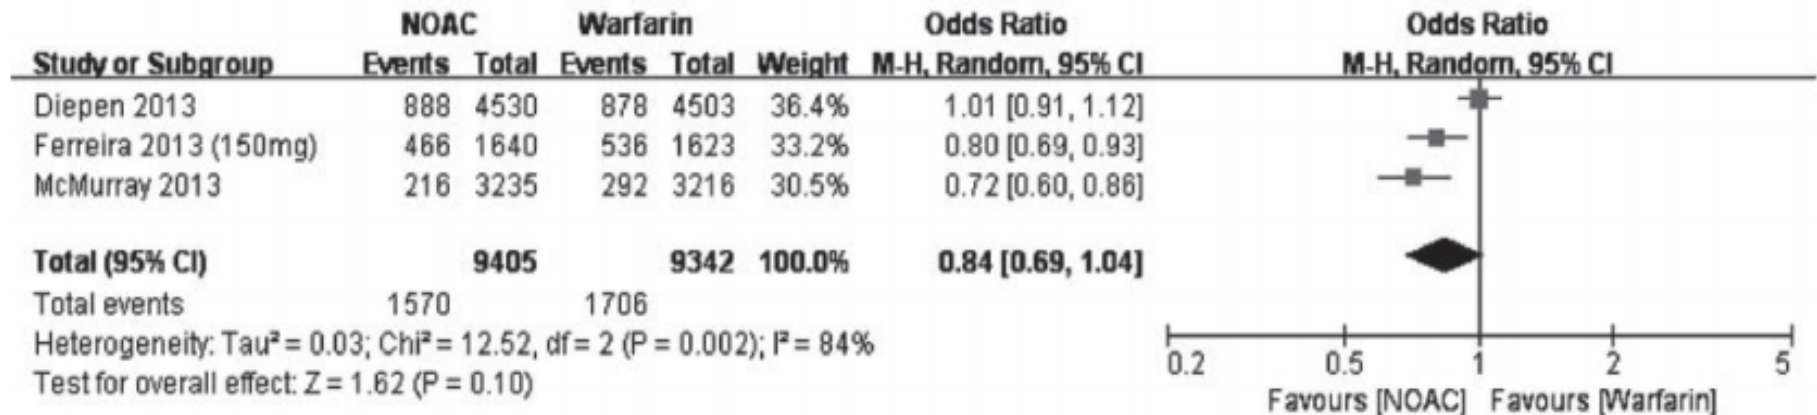 NOAC Warfarin Odds Ratio Odds Ratio
Study or Subgroup Events Total Events Total Weight M-H, Random, 95% CI M-H, Random, 95% CI
Diepen 2013 888 4530 878 4503 36.4% 1.01 [0.91, 1.12]
Ferreira 2013 (150mg) 466 1640 536 1623 33.2% 0.80 [0.69, 0.93]
McMurray 2013 216 3235 292 3216 30.5% 0.72 [0.60, 0.86]
Total (95% CI) 9405 9342 100.0% 0.84 [0.69, 1.04]
Total events 1570 1706
Heterogeneity: Tau² = 0.03; Chi² = 12.52, df = 2 (P = 0.002); I² = 84%
Test for overall effect: Z = 1.62 (P = 0.10)
0.2 0.5 1 2 5
Favours [NOAC] Favours [Warfarin]